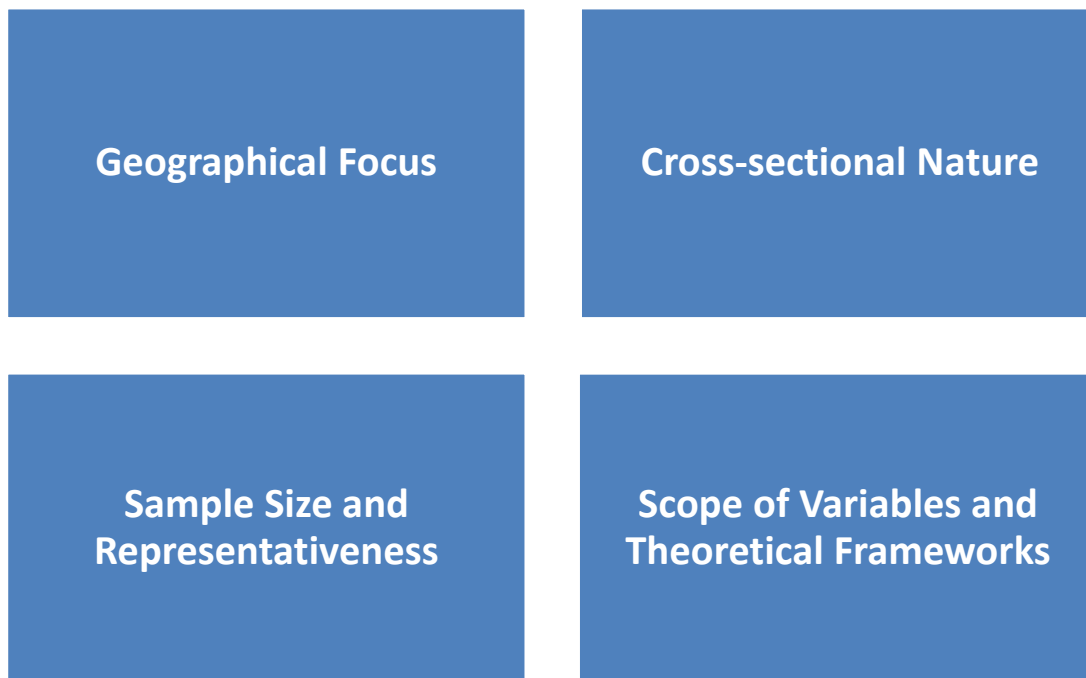 Geographical Focus
Cross-sectional Nature
Sample Size and
Representativeness
Scope of Variables and
Theoretical Frameworks